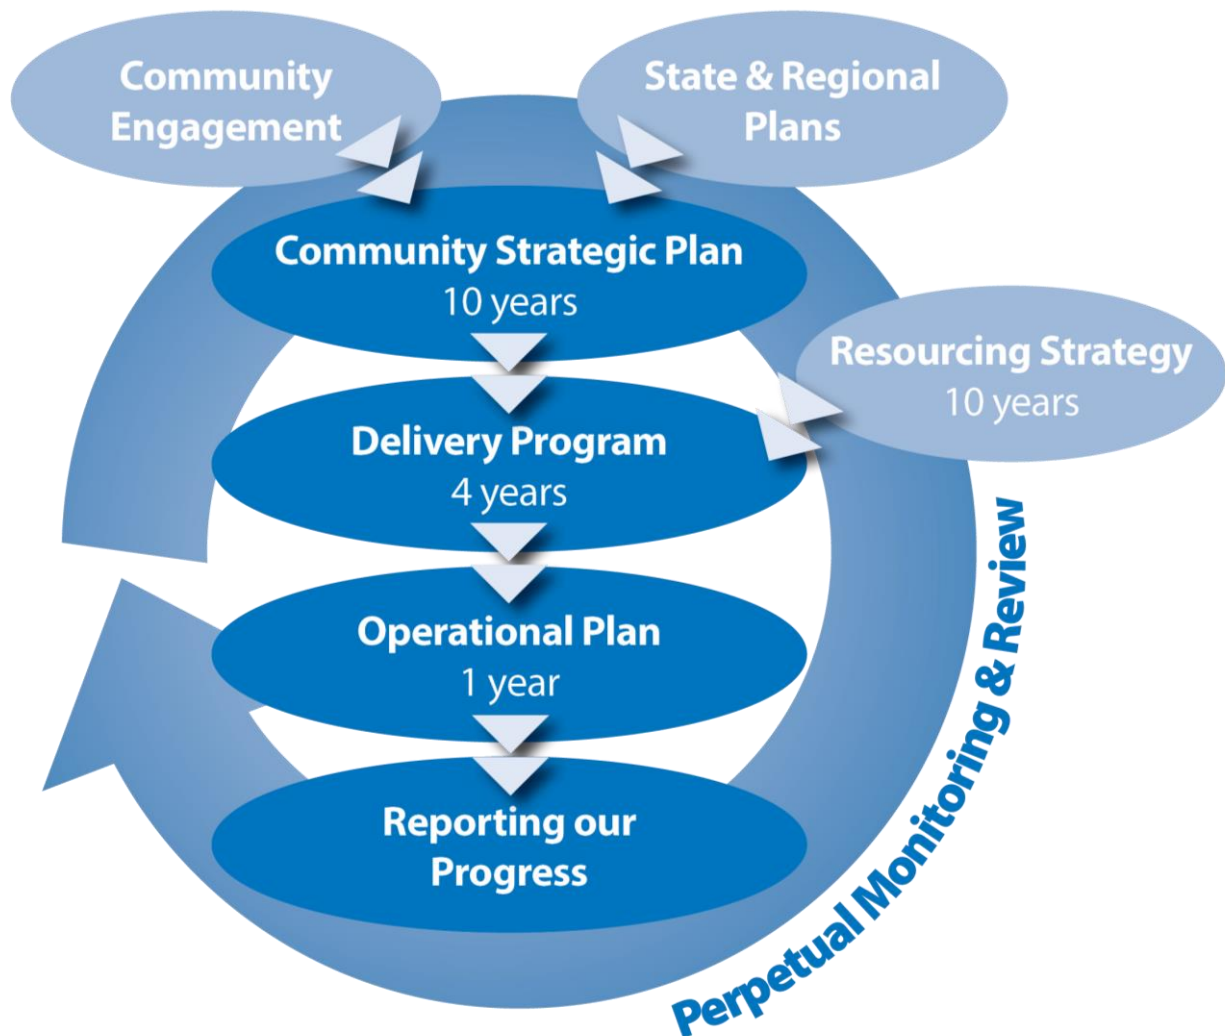 Community
Engagement
State & Regional
Plans
Community Strategic Plan
10 years
Resourcing Strategy
10 years
Delivery Program
4 years
Operational Plan
1 year
Reporting our
Progress
Perpetual Monitoring & Review